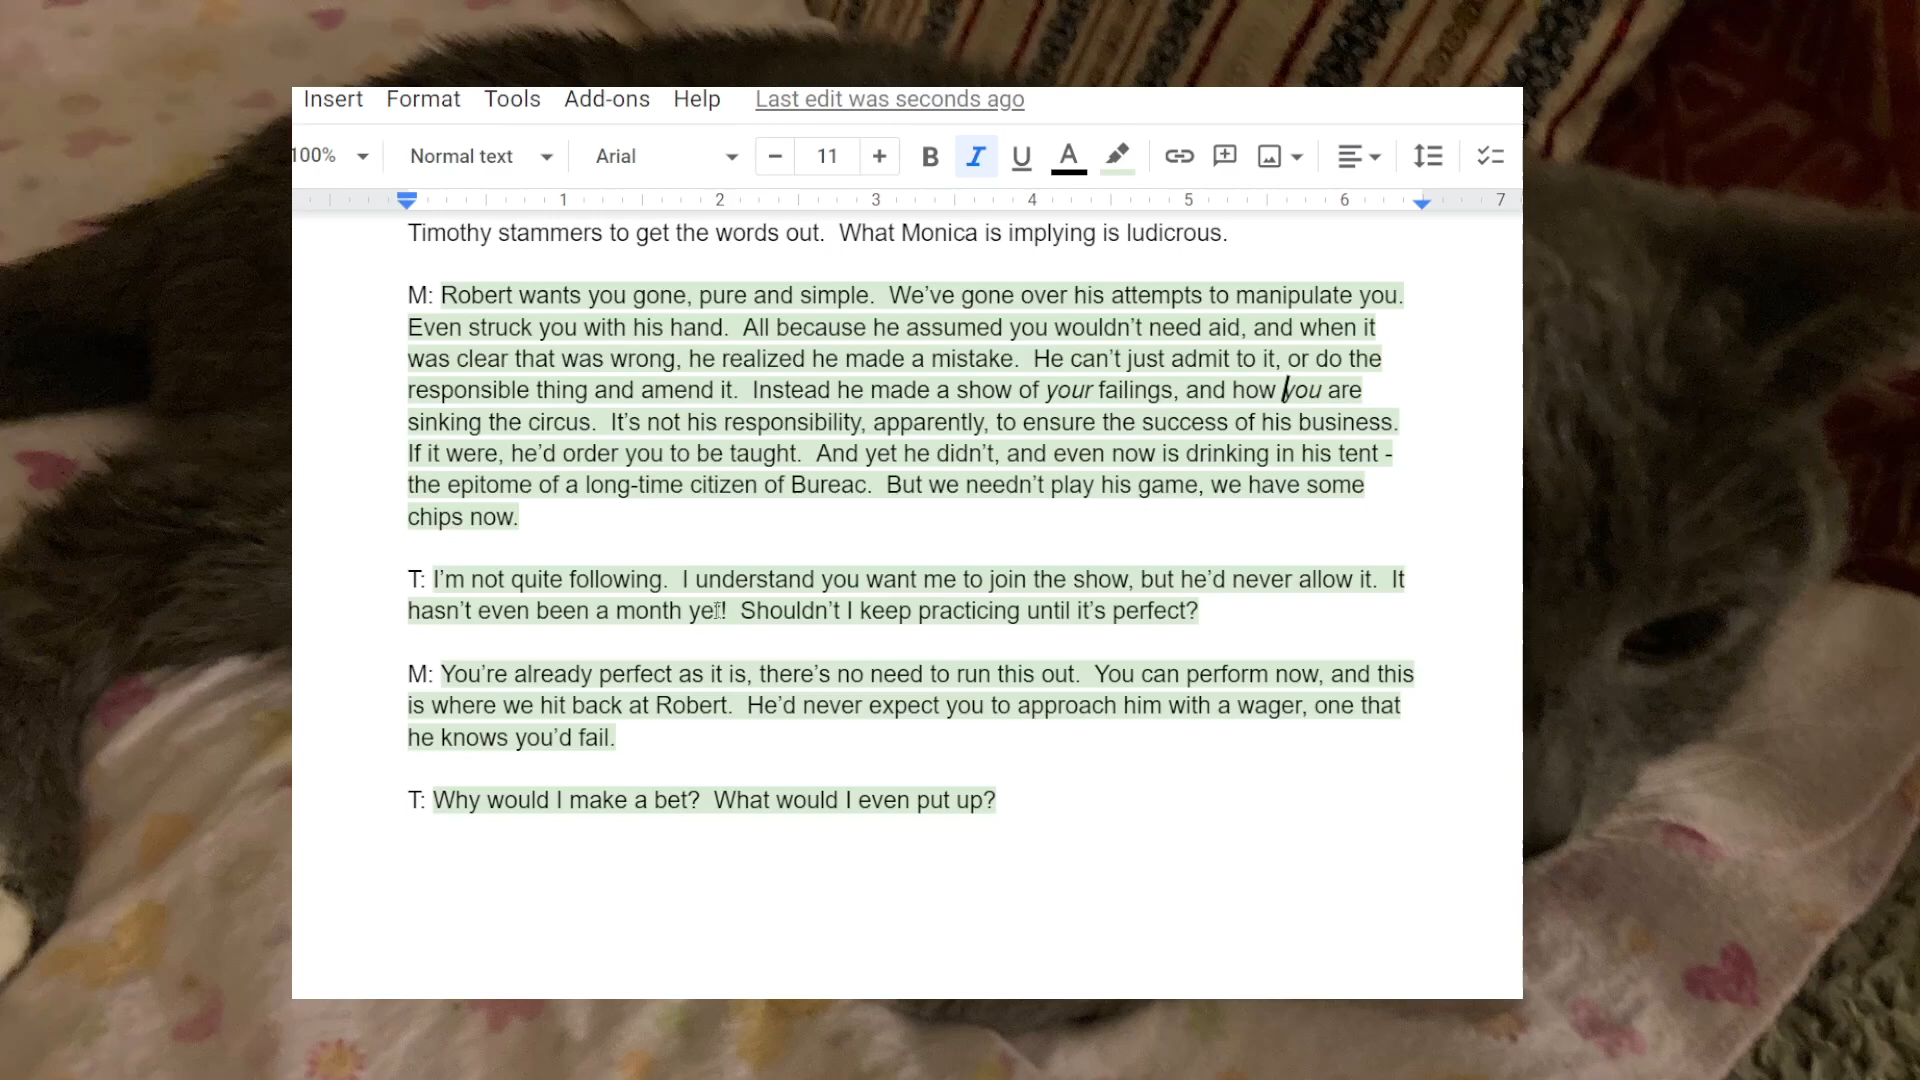 Insert Format Tools Add-ons Help Last edit was seconds ago
100% Normal text Arial 11 B I U A
1 2 3 4 5 6 7
Timothy stammers to get the words out.  What Monica is implying is ludicrous.
M: Robert wants you gone, pure and simple.  We've gone over his attempts to manipulate you.
Even struck you with his hand.  All because he assumed you wouldn't need aid, and when it
was clear that was wrong, he realized he made a mistake.  He can't just admit to it, or do the
responsible thing and amend it.  Instead he made a show of your failings, and how you are
sinking the circus.  It's not his responsibility, apparently, to ensure the success of his business.
If it were, he'd order you to be taught.  And yet he didn't, and even now is drinking in his tent -
the epitome of a long-time citizen of Bureac.  But we needn't play his game, we have some
chips now.
T: I'm not quite following.  I understand you want me to join the show, but he'd never allow it.  It
hasn't even been a month yet!  Shouldn't I keep practicing until it's perfect?
M: You're already perfect as it is, there's no need to run this out.  You can perform now, and this
is where we hit back at Robert.  He'd never expect you to approach him with a wager, one that
he knows you'd fail.
T: Why would I make a bet?  What would I even put up?